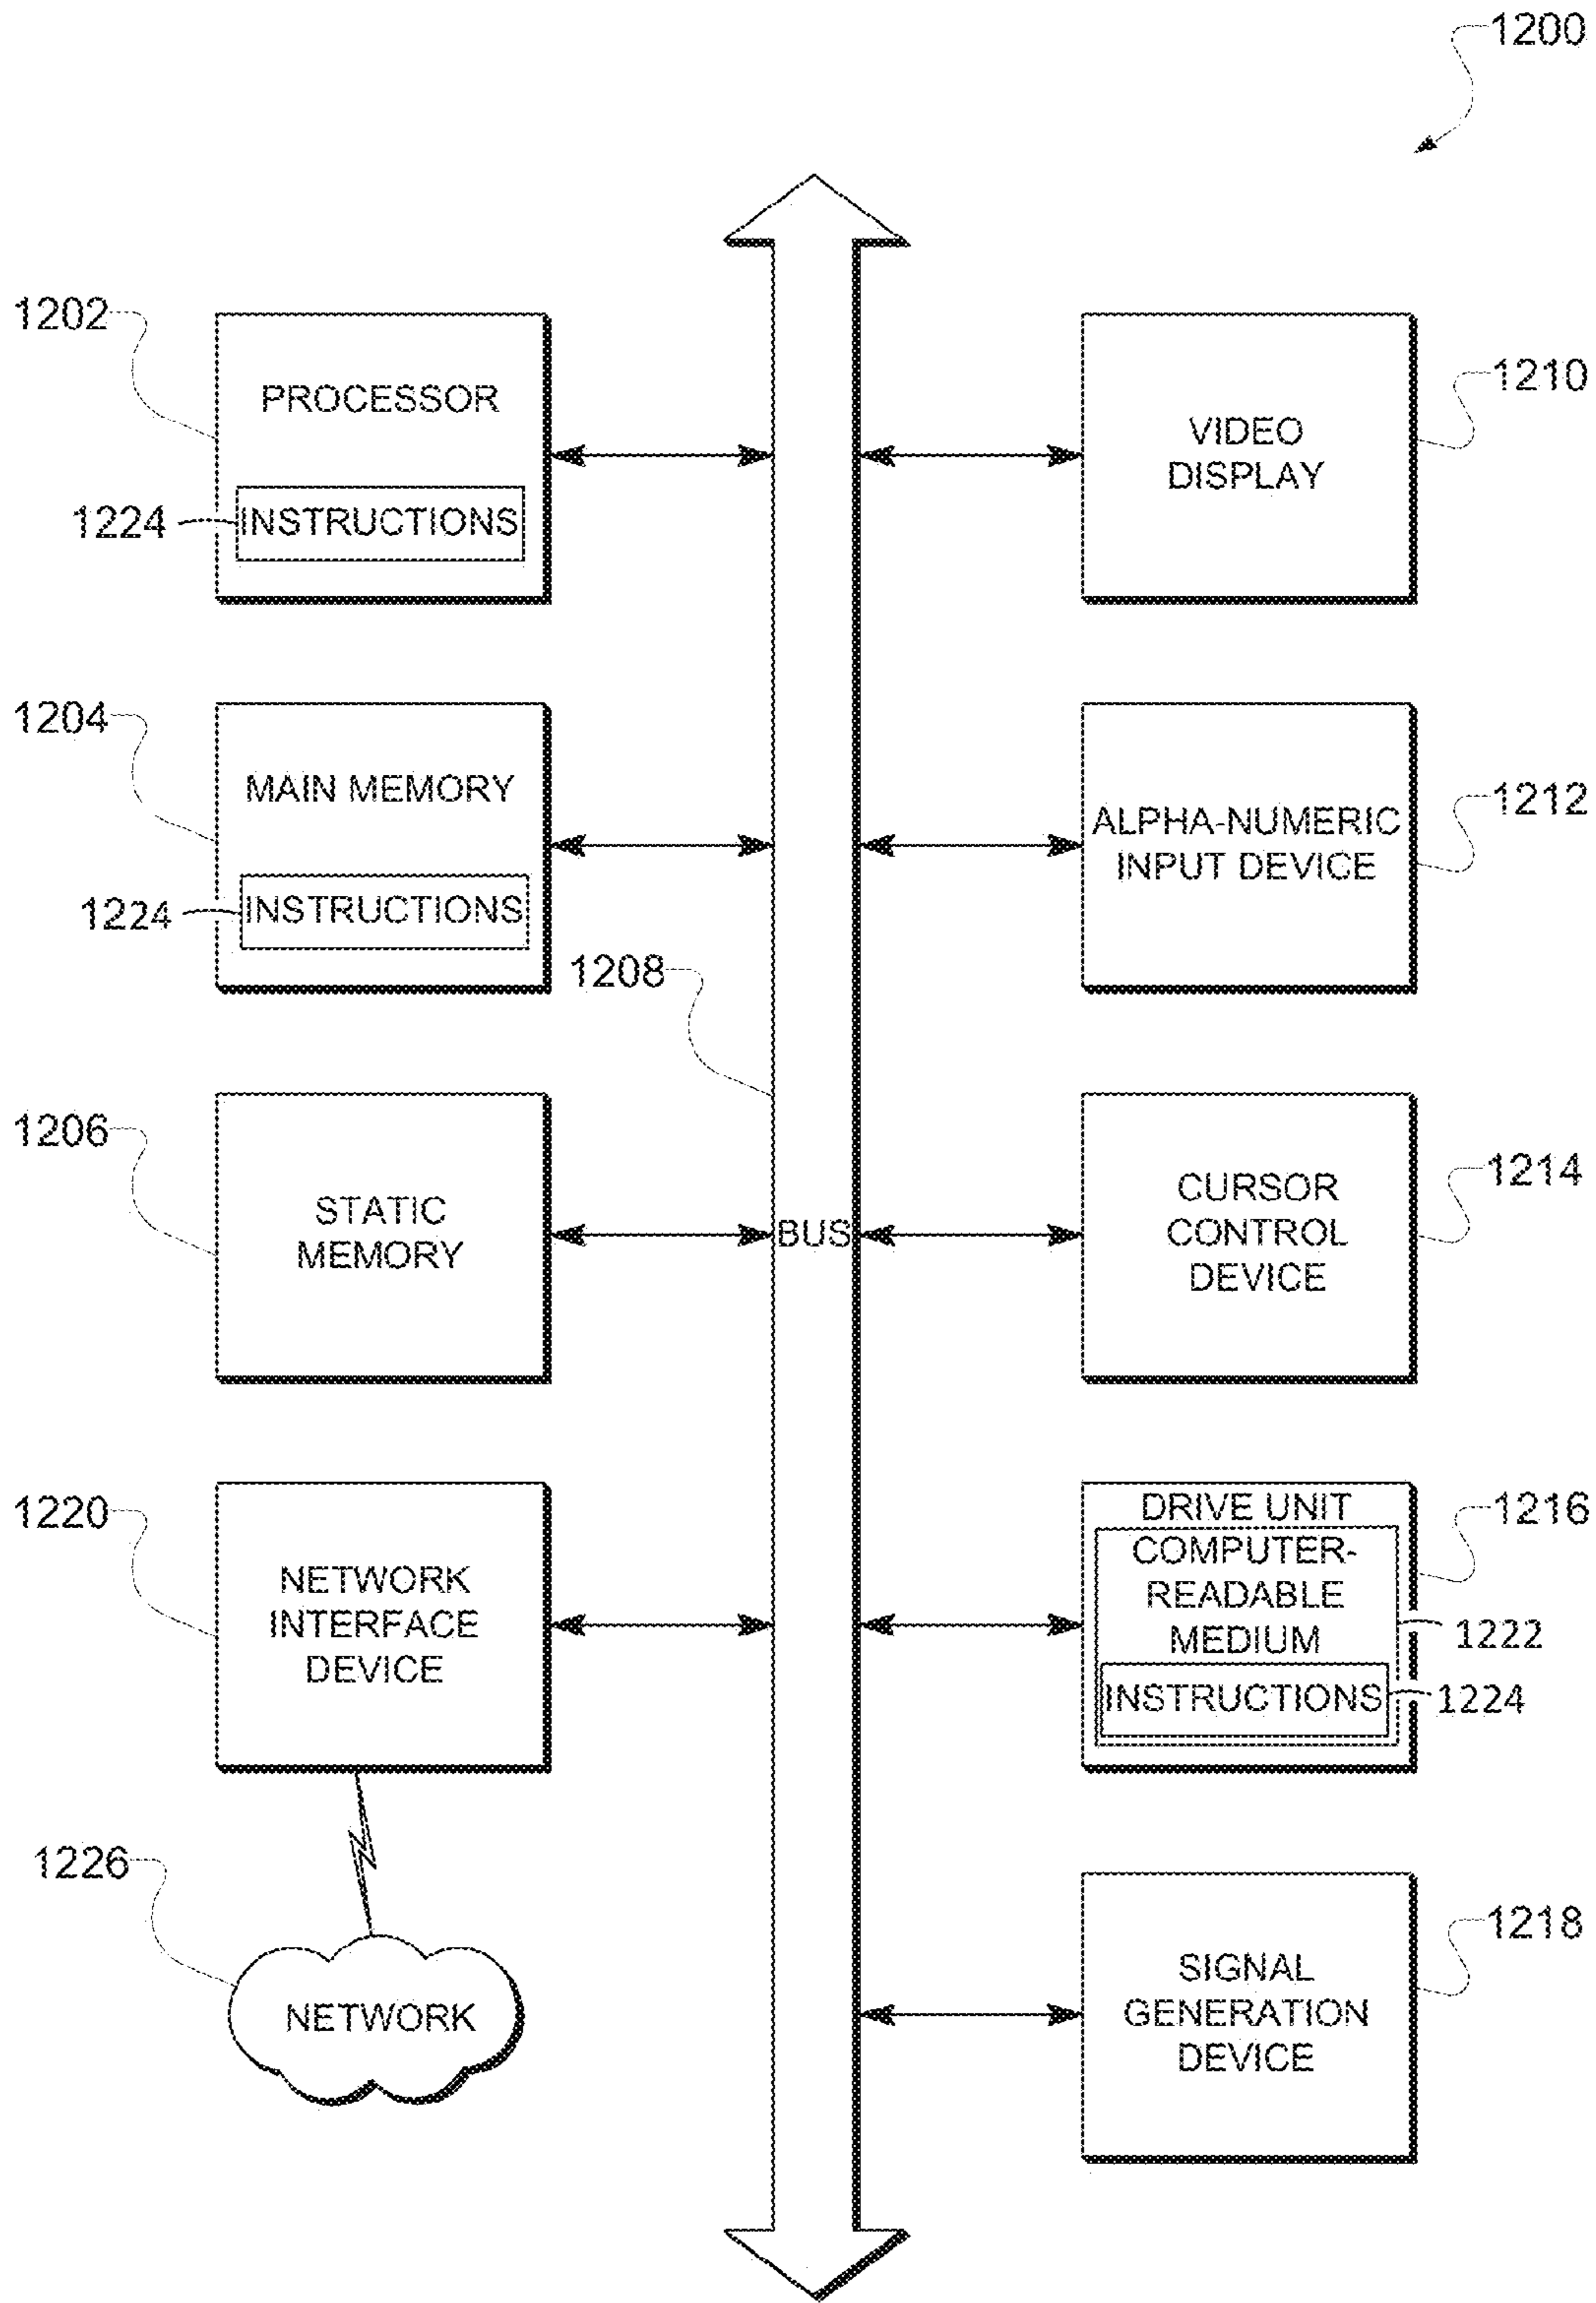 1200
1202
PROCESSOR
1224
INSTRUCTIONS
1204
MAIN MEMORY
1224
INSTRUCTIONS
1208
1206
STATIC
MEMORY
1220
NETWORK
INTERFACE
DEVICE
1226
NETWORK
BUS
1210
VIDEO
DISPLAY
1212
ALPHA-NUMERIC
INPUT DEVICE
1214
CURSOR
CONTROL
DEVICE
1216
DRIVE UNIT
COMPUTER-
READABLE
MEDIUM
1222
INSTRUCTIONS
1224
1218
SIGNAL
GENERATION
DEVICE